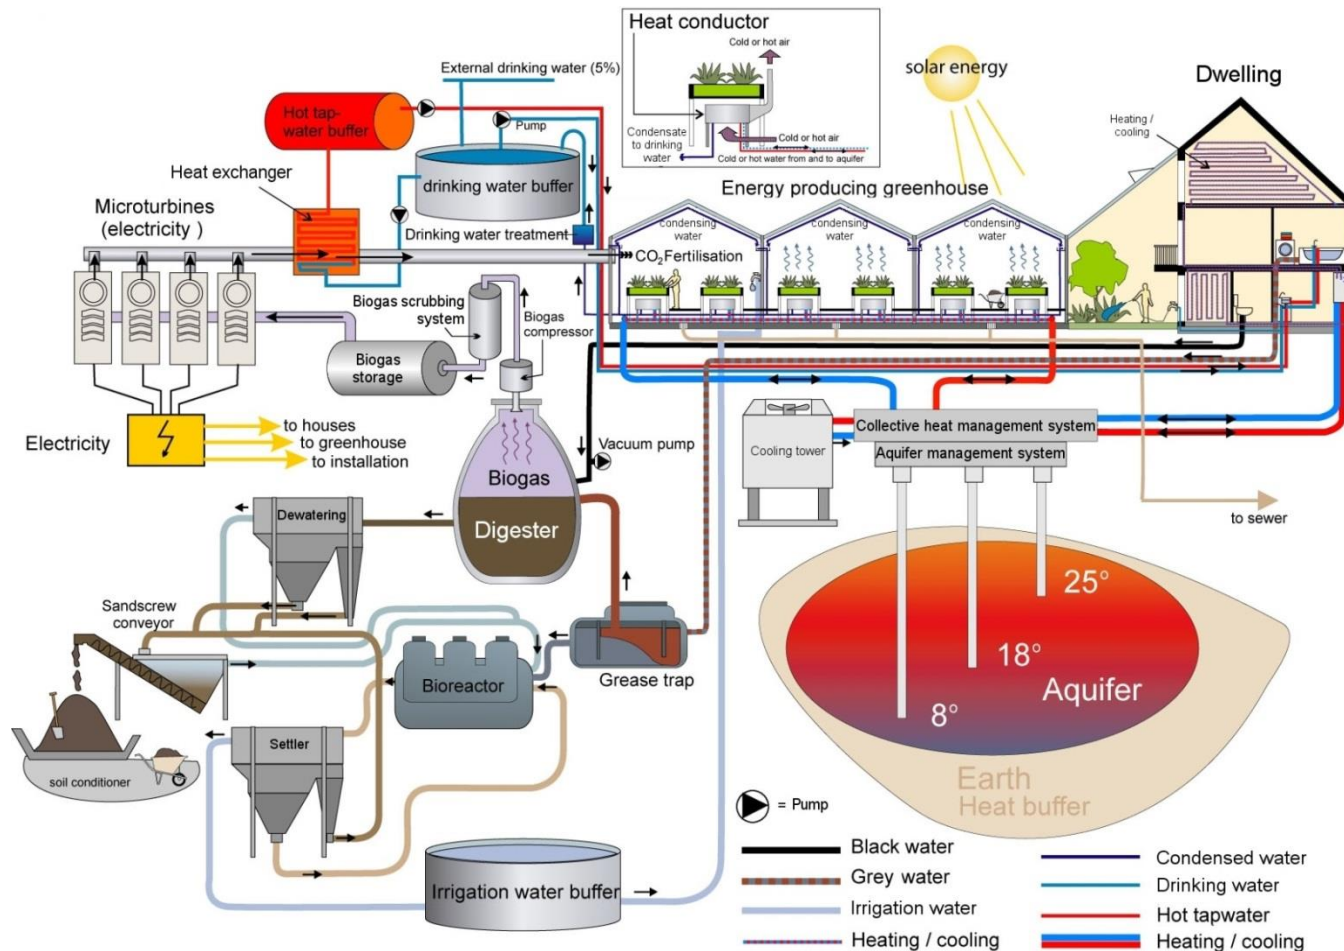 Heat conductor
Cold or hot air
Condensate
to drinking
water
Cold or hot air
Cold or hot water from and to aquifer
solar energy
Dwelling
Heating /
cooling
External drinking water (5%)
Hot tap-
water buffer
Pump
drinking water buffer
Heat exchanger
Drinking water treatment
Microturbines
(electricity )
Energy producing greenhouse
condensing
water
condensing
water
condensing
water
CO2Fertilisation
Biogas scrubbing
system
Biogas
compressor
Biogas
storage
Electricity
to houses
to greenhouse
to installation
Vacuum pump
Biogas
Digester
Cooling tower
Collective heat management system
Aquifer management system
to sewer
Dewatering
Sandscrew
conveyor
Bioreactor
Grease trap
Settler
soil conditioner
Irrigation water buffer
25°
18°
8°
Aquifer
Earth
Heat buffer
= Pump
Black water
Grey water
Irrigation water
Heating / cooling
Condensed water
Drinking water
Hot tapwater
Heating / cooling